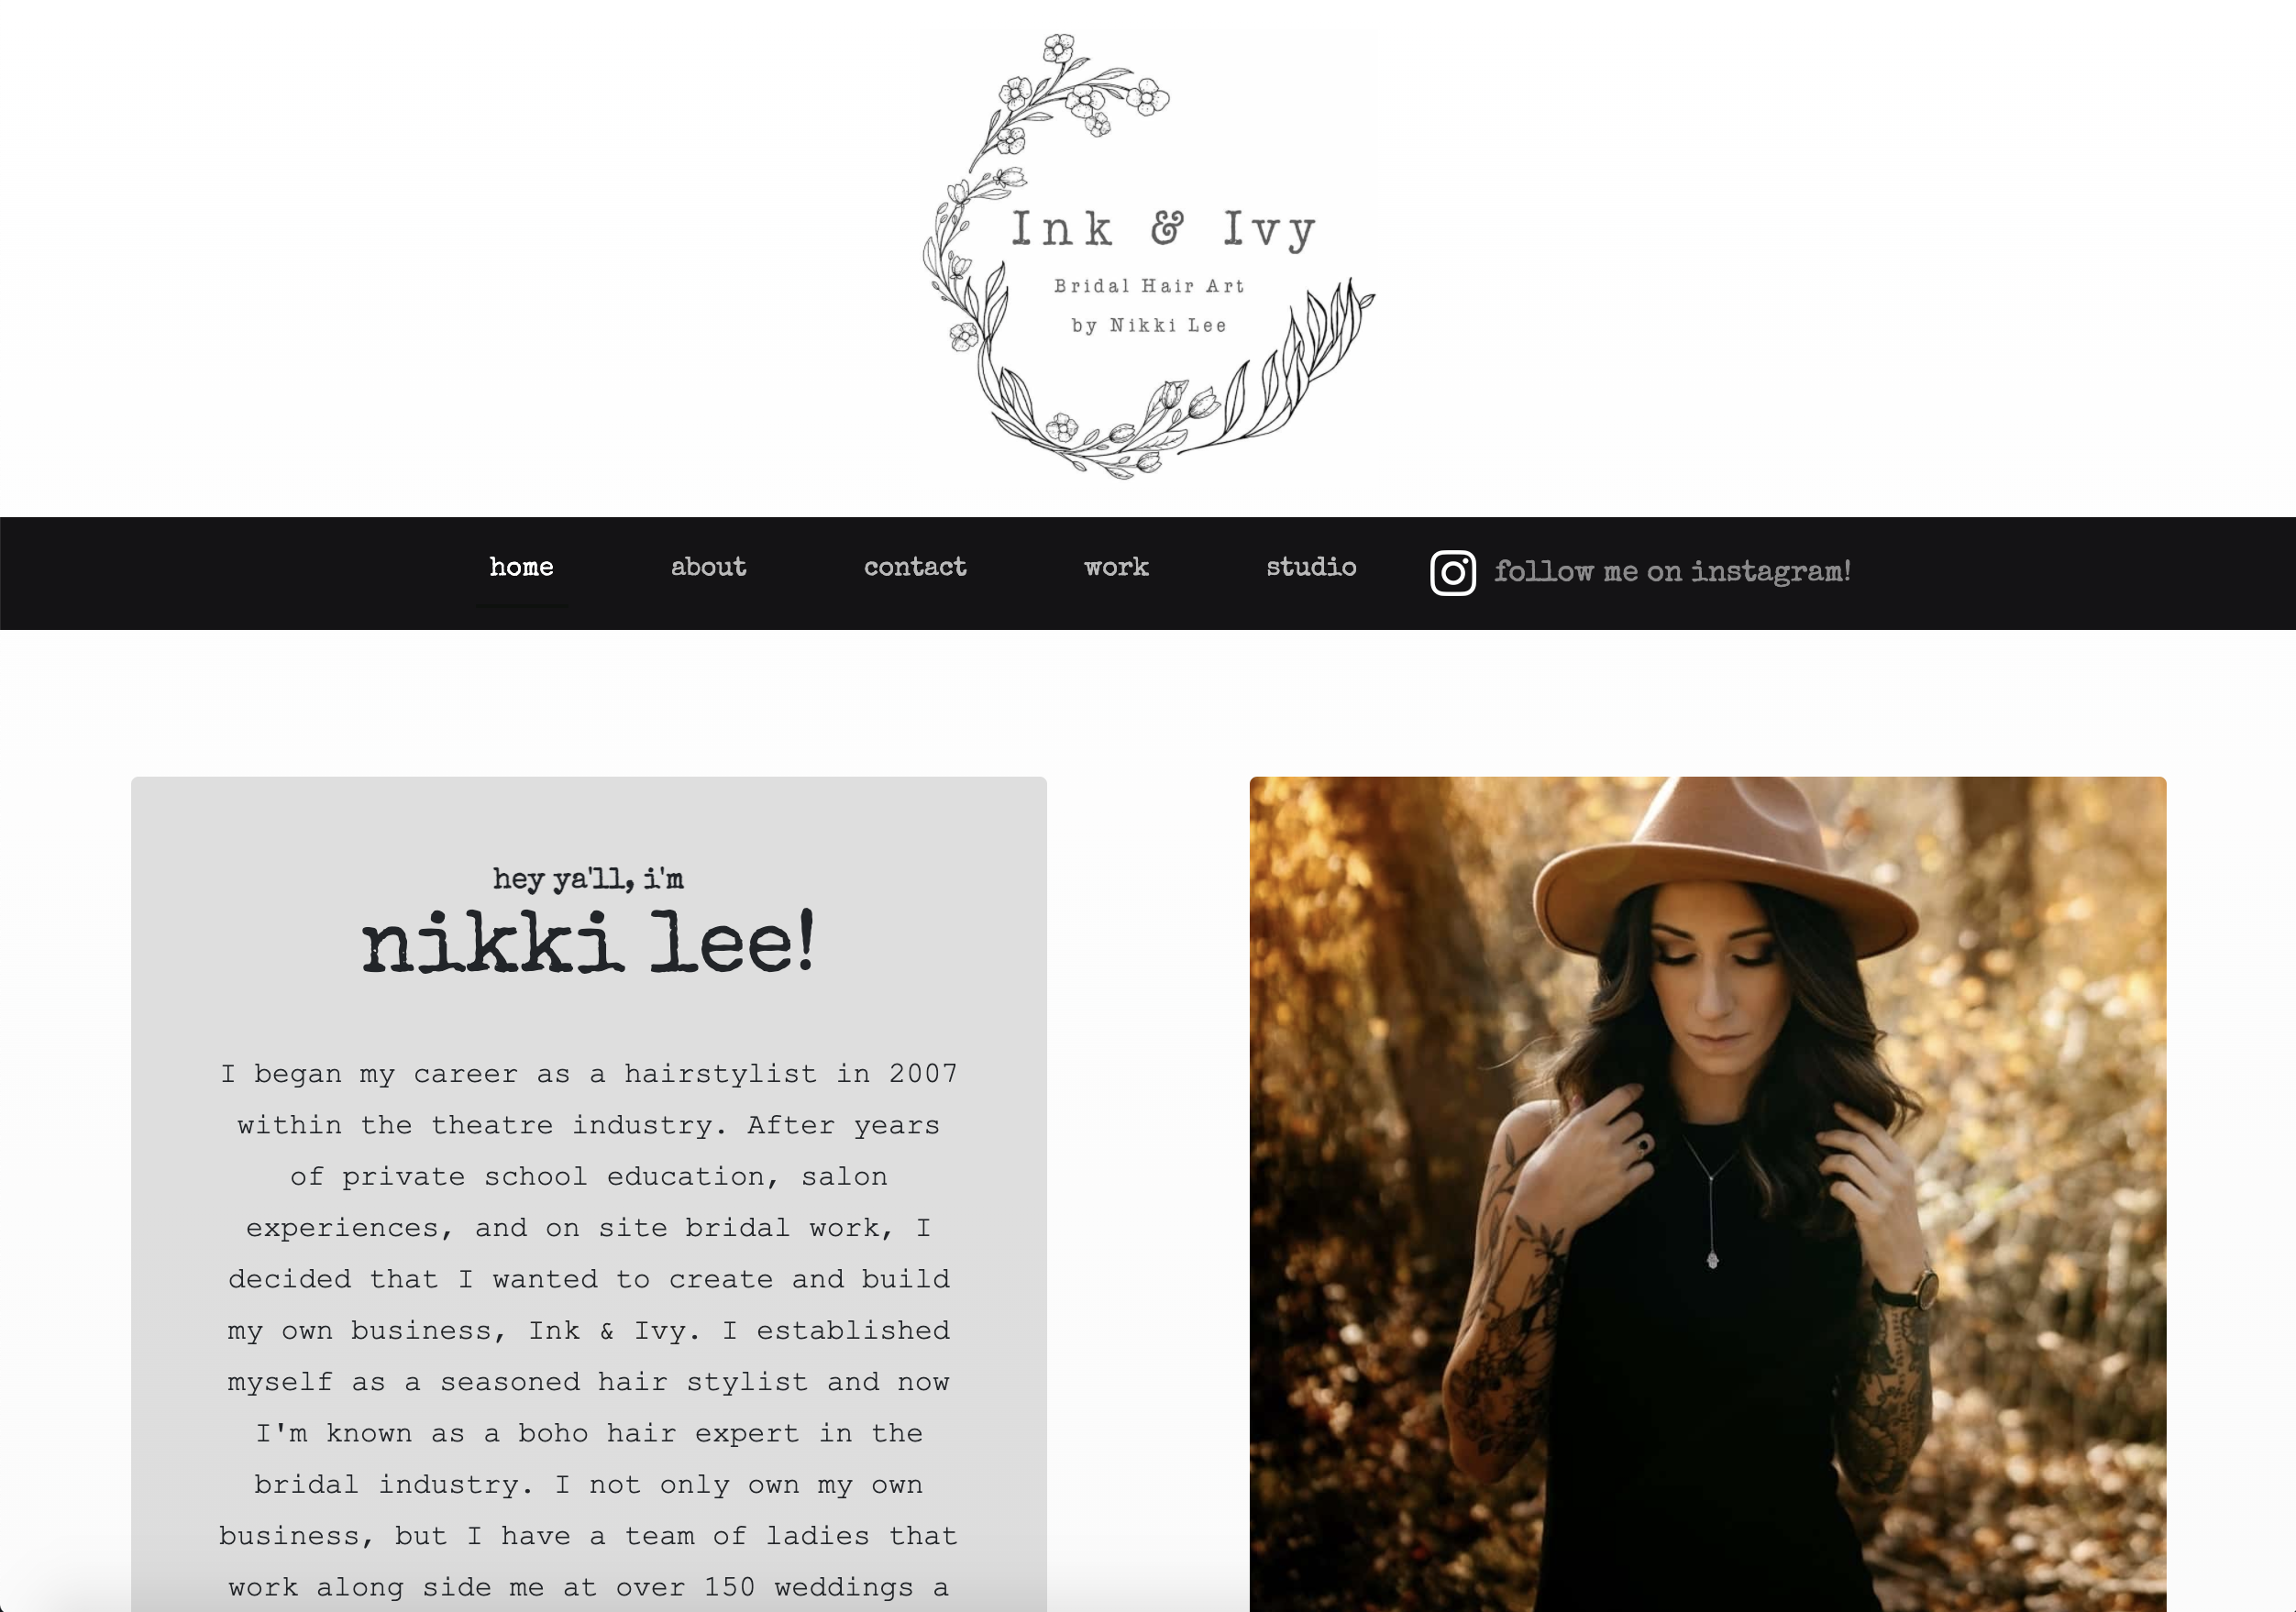 Ink & Ivy
Bridal Hair Art
by Nikki Lee
home about contact work studio follow me on instagram!
hey ya'll, i'm
nikki lee!
I began my career as a hairstylist in 2007
within the theatre industry. After years
of private school education, salon
experiences, and on site bridal work, I
decided that I wanted to create and build
my own business, Ink & Ivy. I established
myself as a seasoned hair stylist and now
I'm known as a boho hair expert in the
bridal industry. I not only own my own
business, but I have a team of ladies that
work along side me at over 150 weddings a